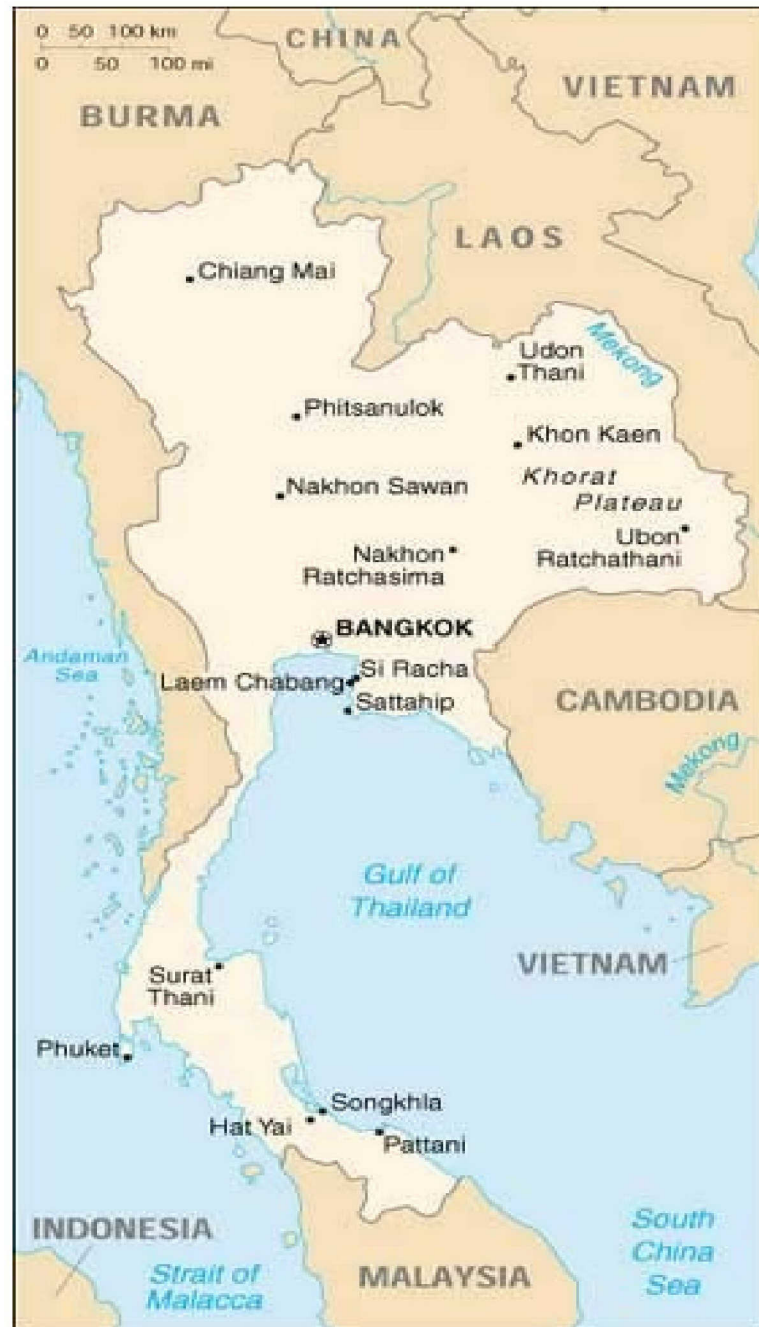 0 50 100 km
0 50 100 mi
CHINA
VIETNAM
BURMA
LAOS
Chiang Mai
Udon
Thani
Mekong
Phitsanulok
Khon Kaen
Nakhon Sawan
Khorat
Plateau
Ubon
Ratchathani
Nakhon
Ratchasima
BANGKOK
Andaman
Sea
Si Racha
Laem Chabang
Sattahip
CAMBODIA
Mekong
Gulf of
Thailand
VIETNAM
Surat
Thani
Phuket
Songkhla
Hat Yai
Pattani
INDONESIA
South
China
Sea
Strait of
Malacca
MALAYSIA